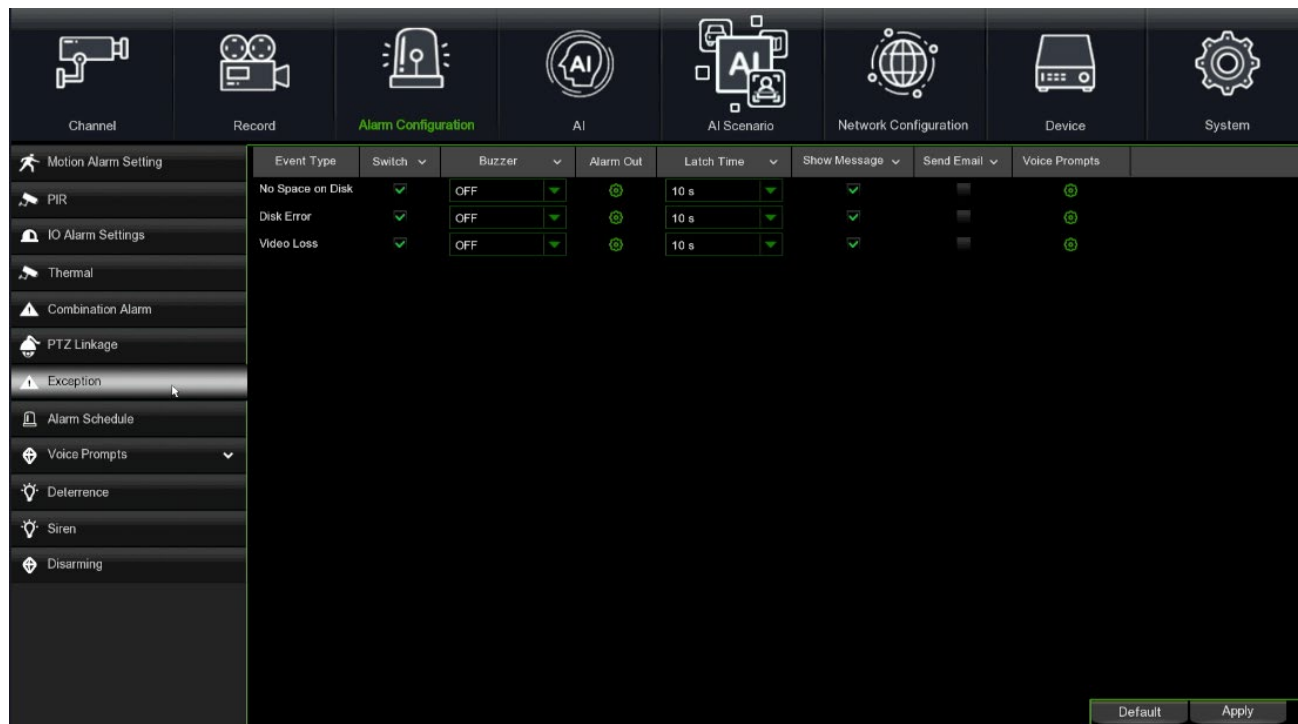 AI
AI
Channel Record Alarm Configuration AI AI Scenario Network Configuration Device System
Motion Alarm Setting
PIR
IO Alarm Settings
Thermal
Combination Alarm
PTZ Linkage
Exception
Alarm Schedule
Voice Prompts
Deterrence
Siren
Disarming
Event Type Switch Buzzer Alarm Out Latch Time Show Message Send Email Voice Prompts
No Space on Disk OFF 10 s
Disk Error OFF 10 s
Video Loss OFF 10 s
Default Apply